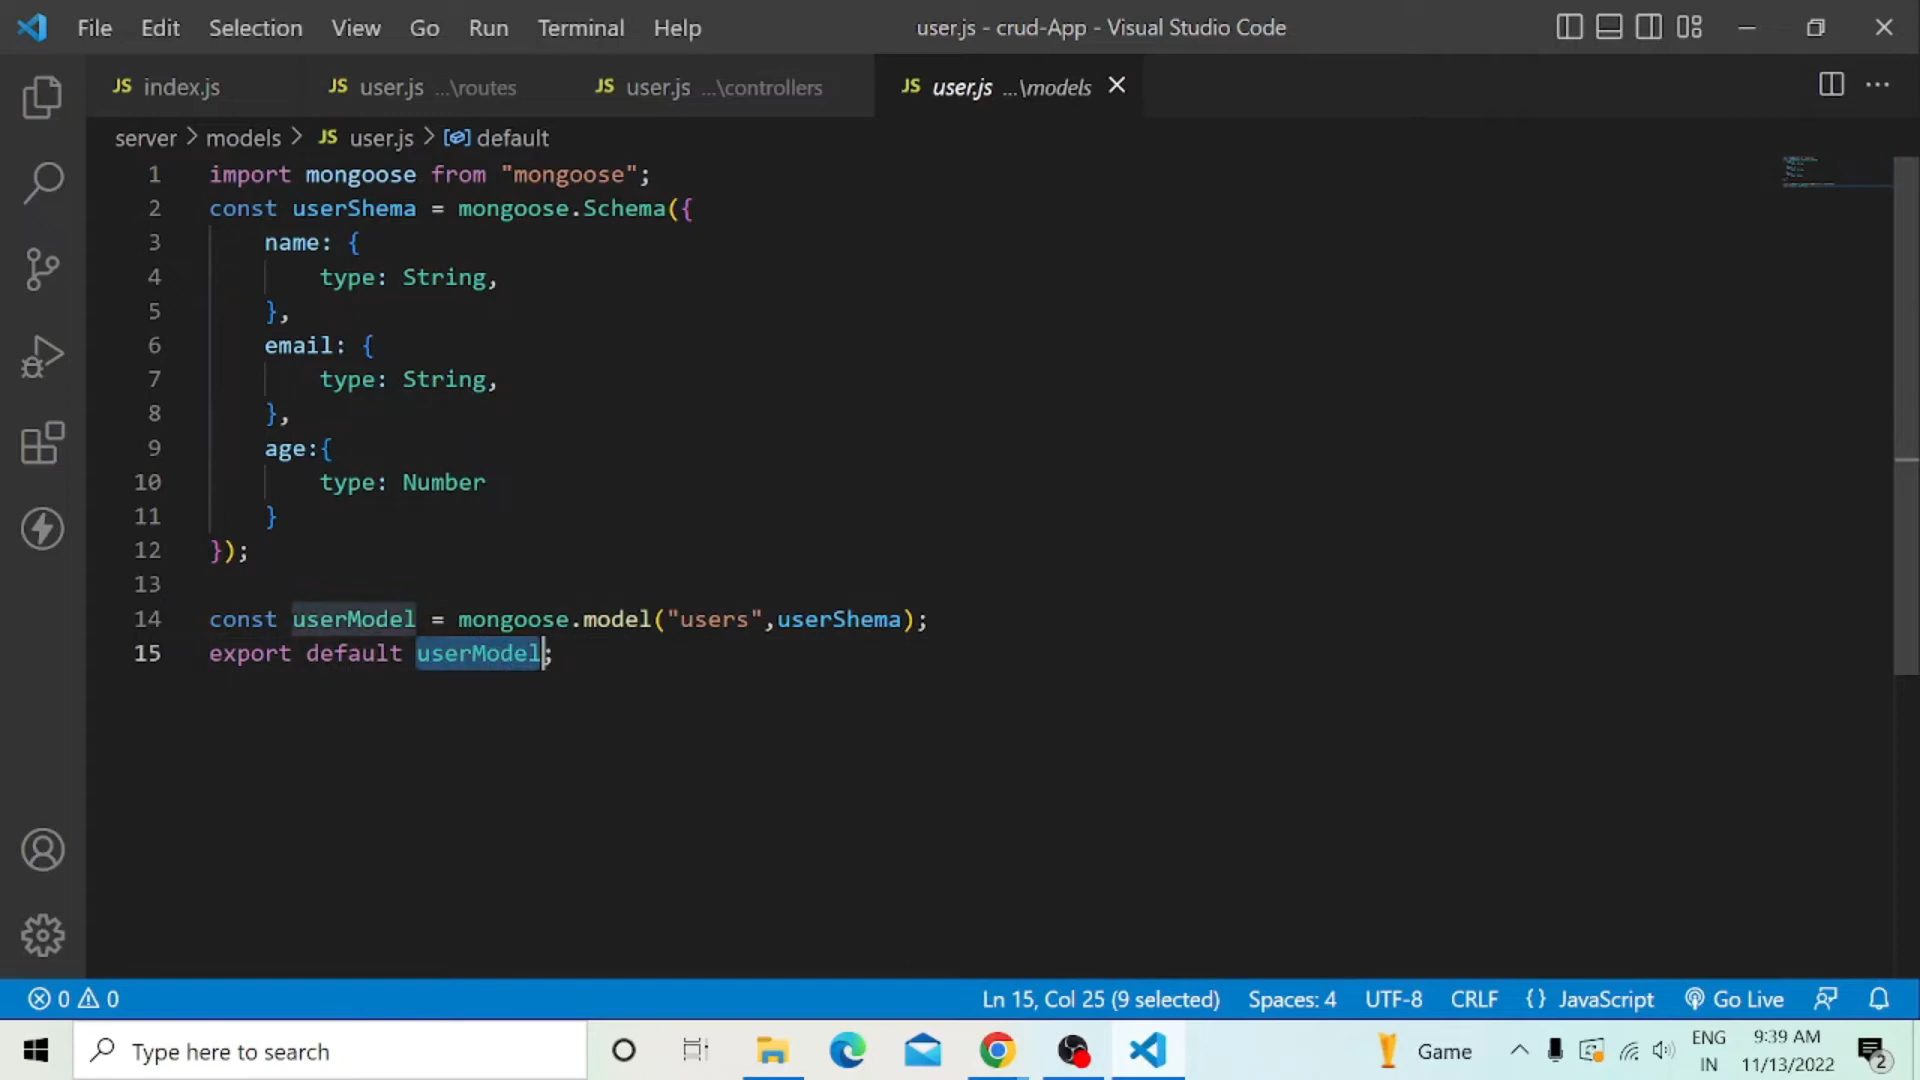 File Edit Selection View Go Run Terminal Help user.js - crud-App - Visual Studio Code
JS index.js JS user.js ...\routes JS user.js ...\controllers JS user.js ...\models
server > models > JS user.js > default
1 import mongoose from "mongoose";
2 const userShema = mongoose.Schema({
3 name: {
4 type: String,
5 },
6 email: {
7 type: String,
8 },
9 age:{
10 type: Number
11 }
12 });
13
14 const userModel = mongoose.model("users",userShema);
15 export default userModel;
0 0 Ln 15, Col 25 (9 selected) Spaces: 4 UTF-8 CRLF {} JavaScript Go Live
Type here to search Game ENG 9:39 AM
IN 11/13/2022 2